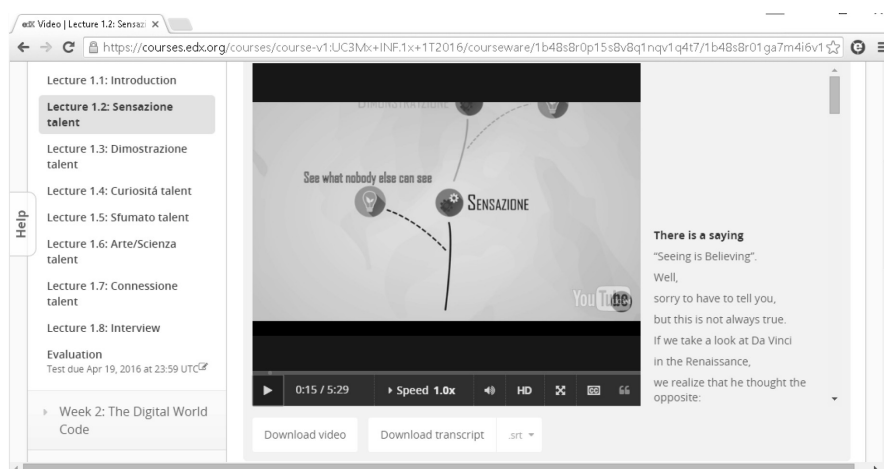 edX Video | Lecture 1.2: Sensazi
https://courses.edx.org/courses/course-v1:UC3Mx+INF.1x+1T2016/courseware/1b48s8r0p15s8v8q1nqv1q4t7/1b48s8r01ga7m4i6v1
Help
Lecture 1.1: Introduction
Lecture 1.2: Sensazione
talent
Lecture 1.3: Dimostrazione
talent
Lecture 1.4: Curiositá talent
Lecture 1.5: Sfumato talent
Lecture 1.6: Arte/Scienza
talent
Lecture 1.7: Connessione
talent
Lecture 1.8: Interview
Evaluation
Test due Apr 19, 2016 at 23:59 UTC
Week 2: The Digital World
Code
DIMOSTRAZIONE
See what nobody else can see
SENSAZIONE
YouTube
0:15 / 5:29
Speed 1.0x
HD
CC
Download video
Download transcript
.srt
There is a saying
“Seeing is Believing”.
Well,
sorry to have to tell you,
but this is not always true.
If we take a look at Da Vinci
in the Renaissance,
we realize that he thought the
opposite: